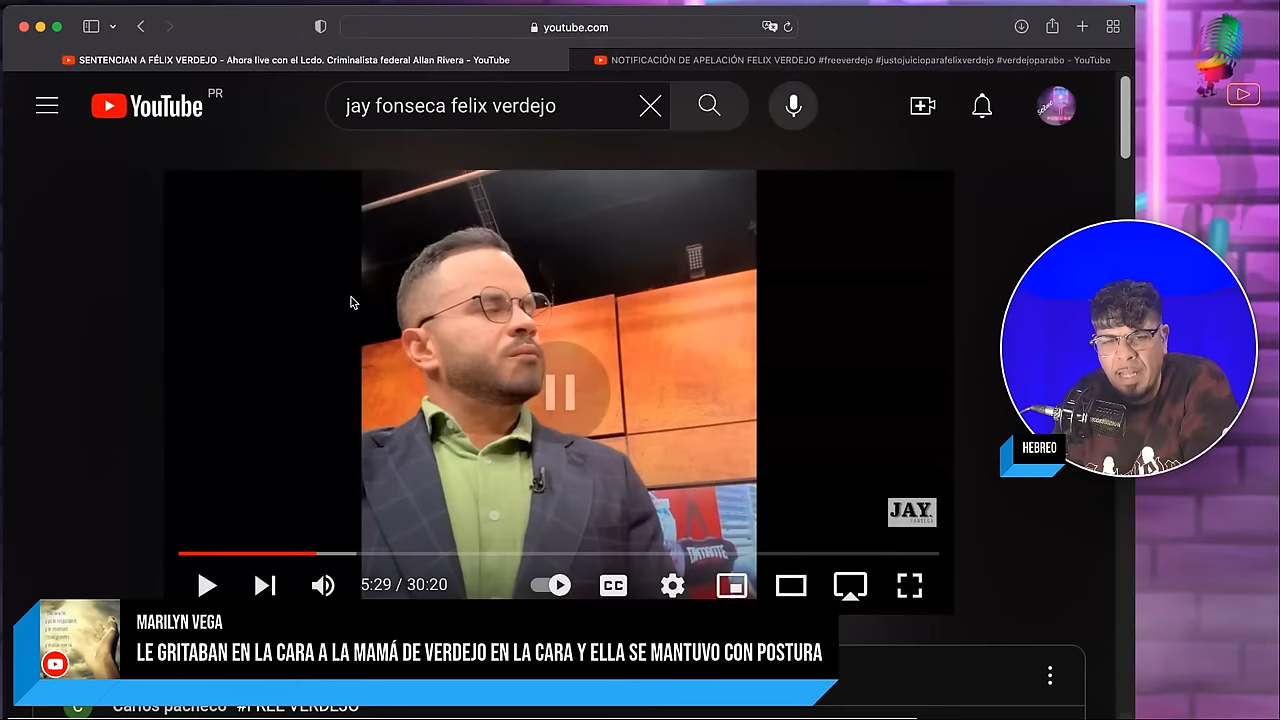 youtube.com
SENTENCIAN A FÉLIX VERDEJO - Ahora live con el Lcdo. Criminalista federal Allan Rivera - YouTube
NOTIFICACIÓN DE APELACIÓN FELIX VERDEJO #freeverdejo #justojuicioparafelixverdejo #verdejoparabo - YouTube
YouTube PR
jay fonseca felix verdejo
JAY
FONSECA
HEBREO
5:29 / 30:20
CC
MARILYN VEGA
LE GRITABAN EN LA CARA A LA MAMÁ DE VERDEJO EN LA CARA Y ELLA SE MANTUVO CON POSTURA
Carlos pacheco #FREE VERDEJO